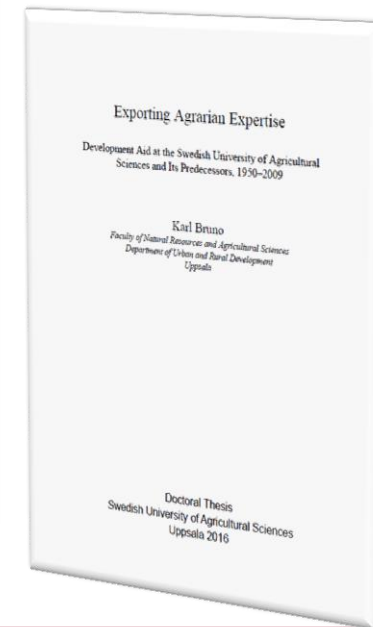 Exporting Agrarian Expertise
Development Aid at the Swedish University of Agricultural
Sciences and Its Predecessors, 1950–2009
Karl Bruno
Faculty of Natural Resources and Agricultural Sciences
Department of Urban and Rural Development
Uppsala
Doctoral Thesis
Swedish University of Agricultural Sciences
Uppsala 2016